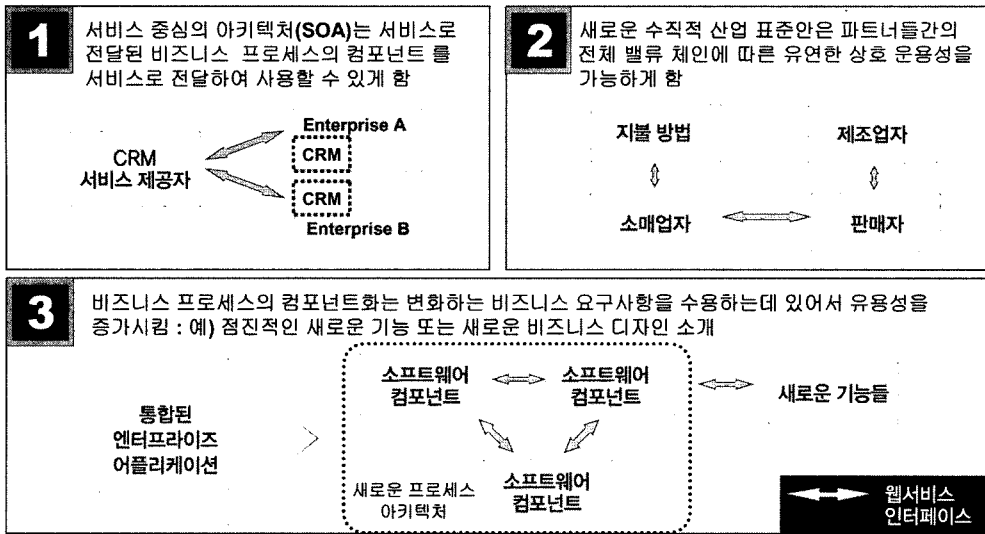 1
서비스 중심의 아키텍처(SOA)는 서비스로
전달된 비즈니스 프로세스의 컴포넌트 를
서비스로 전달하여 사용할 수 있게 함
CRM
서비스 제공자
Enterprise A
CRM
CRM
Enterprise B
2
새로운 수직적 산업 표준안은 파트너들간의
전체 밸류 체인에 따른 유연한 상호 운용성을
가능하게 함
지불 방법
제조업자
소매업자
판매자
3
비즈니스 프로세스의 컴포넌트화는 변화하는 비즈니스 요구사항을 수용하는데 있어서 유용성을
증가시킴 : 예) 점진적인 새로운 기능 또는 새로운 비즈니스 디자인 소개
통합된
엔터프라이즈
어플리케이션
소프트웨어
컴포넌트
소프트웨어
컴포넌트
소프트웨어
컴포넌트
새로운 프로세스
아키텍처
새로운 기능들
웹서비스
인터페이스